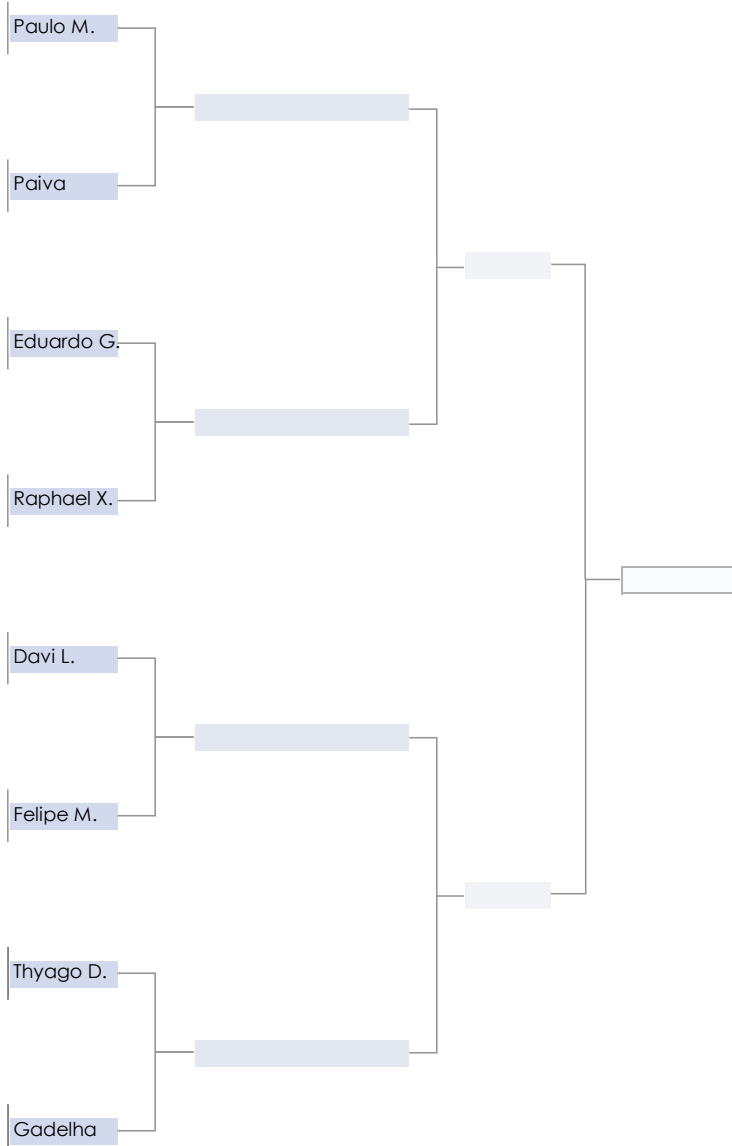 Paulo M.
Paiva
Eduardo G.
Raphael X.
Davi L.
Felipe M.
Thyago D.
Gadelha